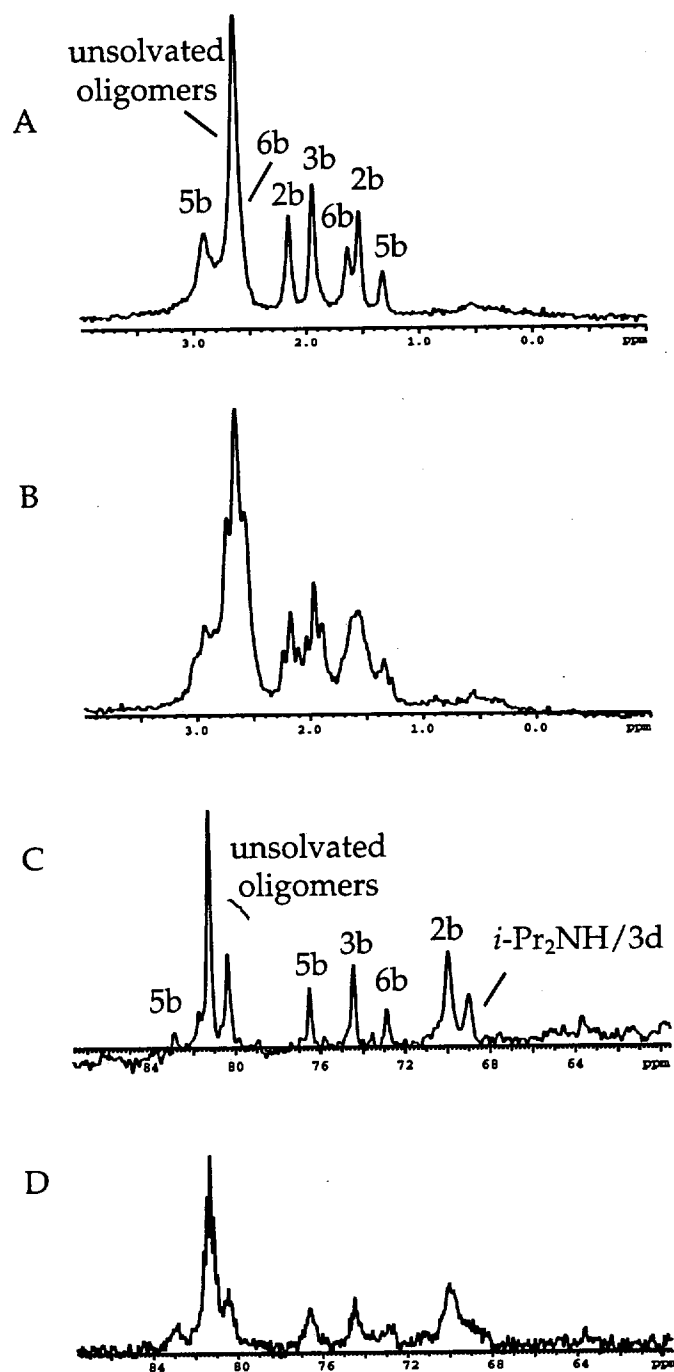 A
unsolvated
oligomers
5b
6b
2b
3b
6b
2b
5b
3.0 2.0 1.0 0.0 ppm
B
3.0 2.0 1.0 0.0 ppm
C
unsolvated
oligomers
5b
5b
3b
6b
2b
i-Pr₂NH/3d
84 80 76 72 68 64 ppm
D
84 80 76 72 68 64 ppm